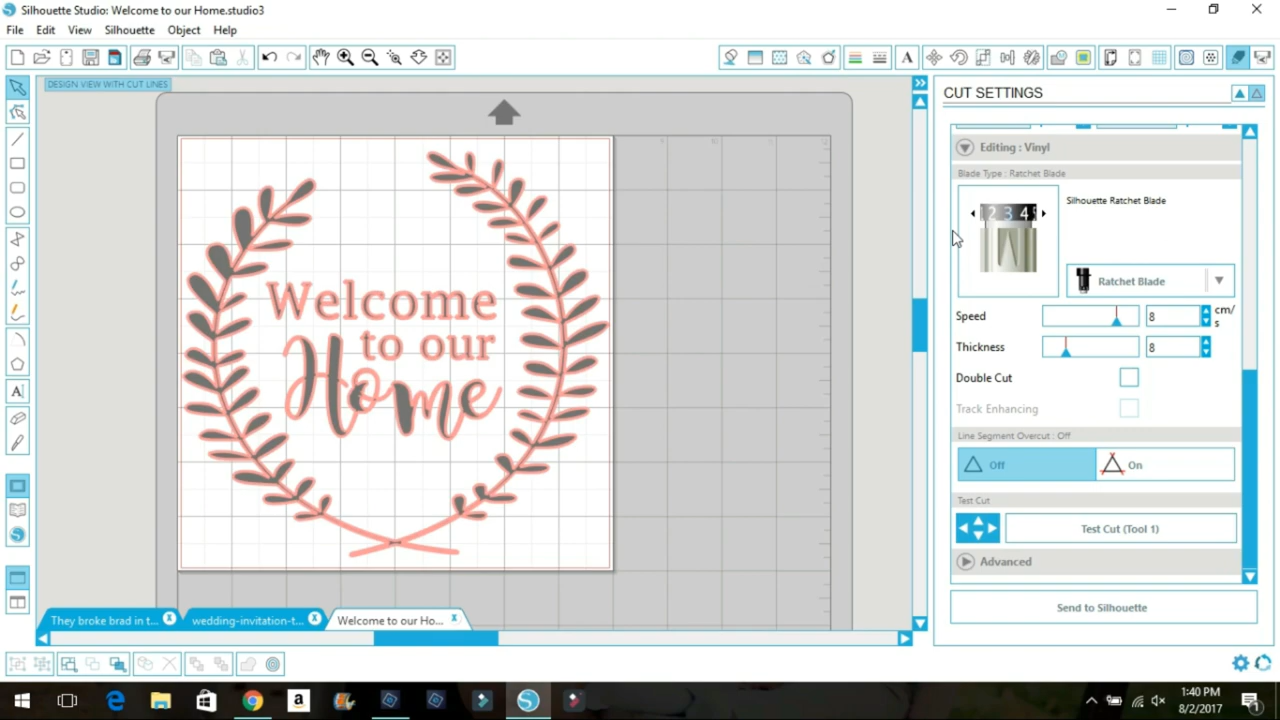 Silhouette Studio: Welcome to our Home.studio3
File Edit View Silhouette Object Help
DESIGN VIEW WITH CUT LINES
CUT SETTINGS
Editing : Vinyl
Blade Type : Ratchet Blade
2 3 4
Silhouette Ratchet Blade
Ratchet Blade
Speed 8 cm/
s
Thickness 8
Double Cut
Track Enhancing
Line Segment Overcut : Off
Off On
Test Cut
Test Cut (Tool 1)
Advanced
Send to Silhouette
Welcome
to our
Home
They broke brad in t... wedding-invitation-t... Welcome to our Ho...
1:40 PM
8/2/2017